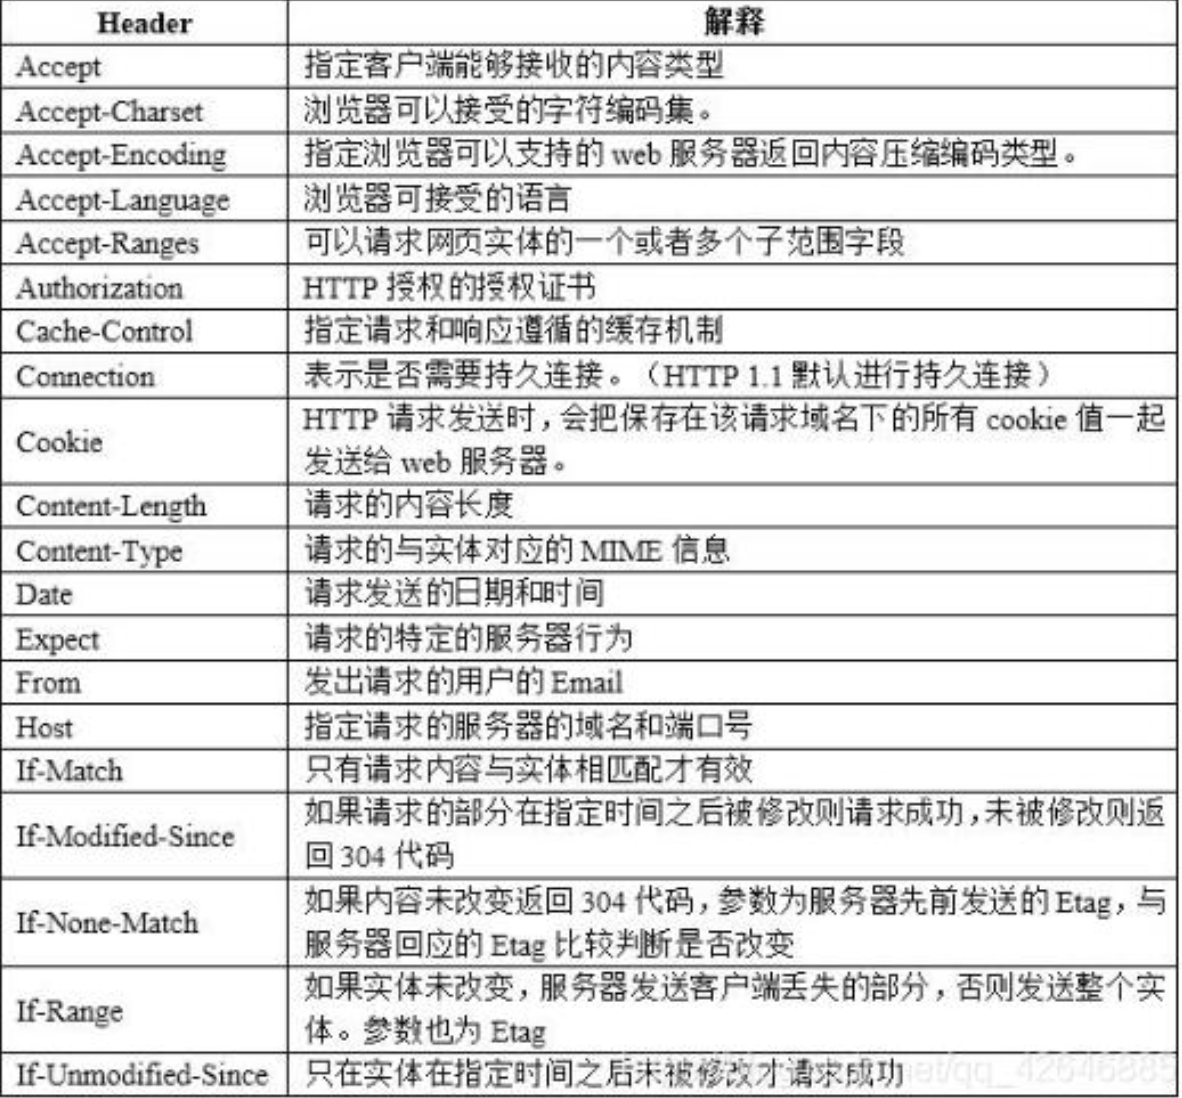 Header 解释
Accept 指定客户端能够接收的内容类型
Accept-Charset 浏览器可以接受的字符编码集。
Accept-Encoding 指定浏览器可以支持的 web 服务器返回内容压缩编码类型。
Accept-Language 浏览器可接受的语言
Accept-Ranges 可以请求网页实体的一个或者多个子范围字段
Authorization HTTP 授权的授权证书
Cache-Control 指定请求和响应遵循的缓存机制
Connection 表示是否需要持久连接。（HTTP 1.1 默认进行持久连接）
Cookie HTTP 请求发送时，会把保存在该请求域名下的所有 cookie 值一起
发送给 web 服务器。
Content-Length 请求的内容长度
Content-Type 请求的与实体对应的 MIME 信息
Date 请求发送的日期和时间
Expect 请求的特定的服务器行为
From 发出请求的用户的 Email
Host 指定请求的服务器的域名和端口号
If-Match 只有请求内容与实体相匹配才有效
If-Modified-Since 如果请求的部分在指定时间之后被修改则请求成功，未被修改则返
回 304 代码
If-None-Match 如果内容未改变返回 304 代码，参数为服务器先前发送的 Etag，与
服务器回应的 Etag 比较判断是否改变
If-Range 如果实体未改变，服务器发送客户端丢失的部分，否则发送整个实
体。参数也为 Etag
If-Unmodified-Since 只在实体在指定时间之后未被修改才请求成功
net/qq_42646885